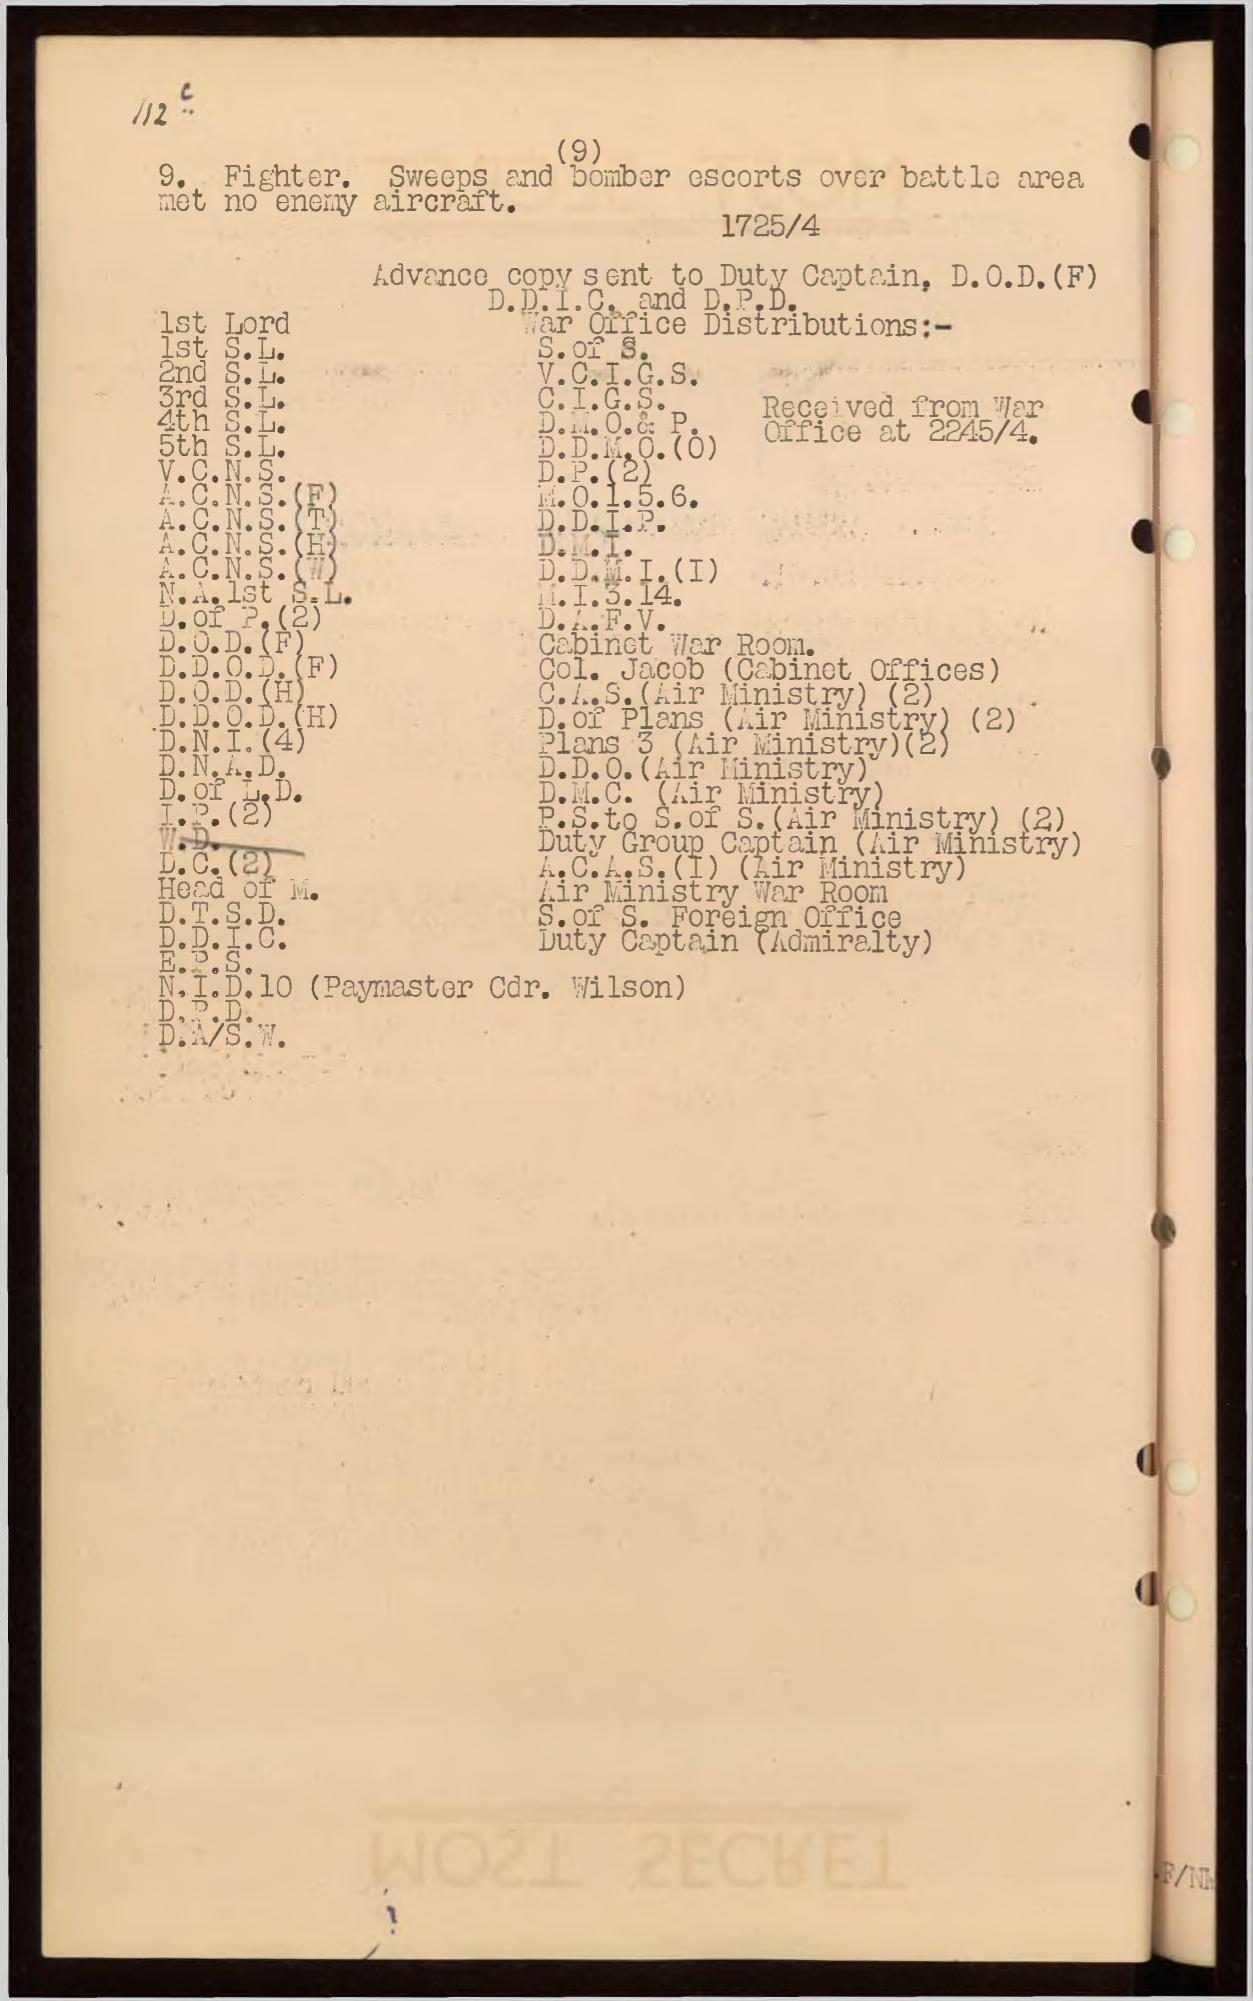 112 c
(9)
9. Fighter. Sweeps and bomber escorts over battle area
met no enemy aircraft.
1725/4
Advance copy sent to Duty Captain, D.O.D.(F)
D.D.I.C. and D.P.D.
War Office Distributions:-
1st Lord
1st S.L.
2nd S.L.
3rd S.L.
4th S.L.
5th S.L.
V.C.N.S.
A.C.N.S.(F)
A.C.N.S.(T)
A.C.N.S.(H)
A.C.N.S.(W)
N.A.1st S.L.
D.of P.(2)
D.O.D.(F)
D.D.O.D.(F)
D.O.D.(H)
D.D.O.D.(H)
D.N.I.(4)
D.N.A.D.
D.of L.D.
I.P.(2)
W.D.
D.C.(2)
Head of M.
D.T.S.D.
D.D.I.C.
E.P.S.
N.I.D.10 (Paymaster Cdr. Wilson)
D.P.D.
D.A/S.W.
S.of S.
V.C.I.G.S.
C.I.G.S.
D.M.O.& P.
D.D.M.O.(O)
D.P.(2)
M.O.1.5.6.
D.D.I.P.
D.M.I.
D.D.M.I.(I)
M.I.3.14.
D.A.F.V.
Cabinet War Room.
Col. Jacob (Cabinet Offices)
C.A.S.(Air Ministry) (2)
D.of Plans (Air Ministry) (2)
Plans 3 (Air Ministry)(2)
D.D.O.(Air Ministry)
D.M.C. (Air Ministry)
P.S.to S.of S.(Air Ministry) (2)
Duty Group Captain (Air Ministry)
A.C.A.S.(I) (Air Ministry)
Air Ministry War Room
S.of S. Foreign Office
Duty Captain (Admiralty)
Received from War
Office at 2245/4.
MOST SECRET